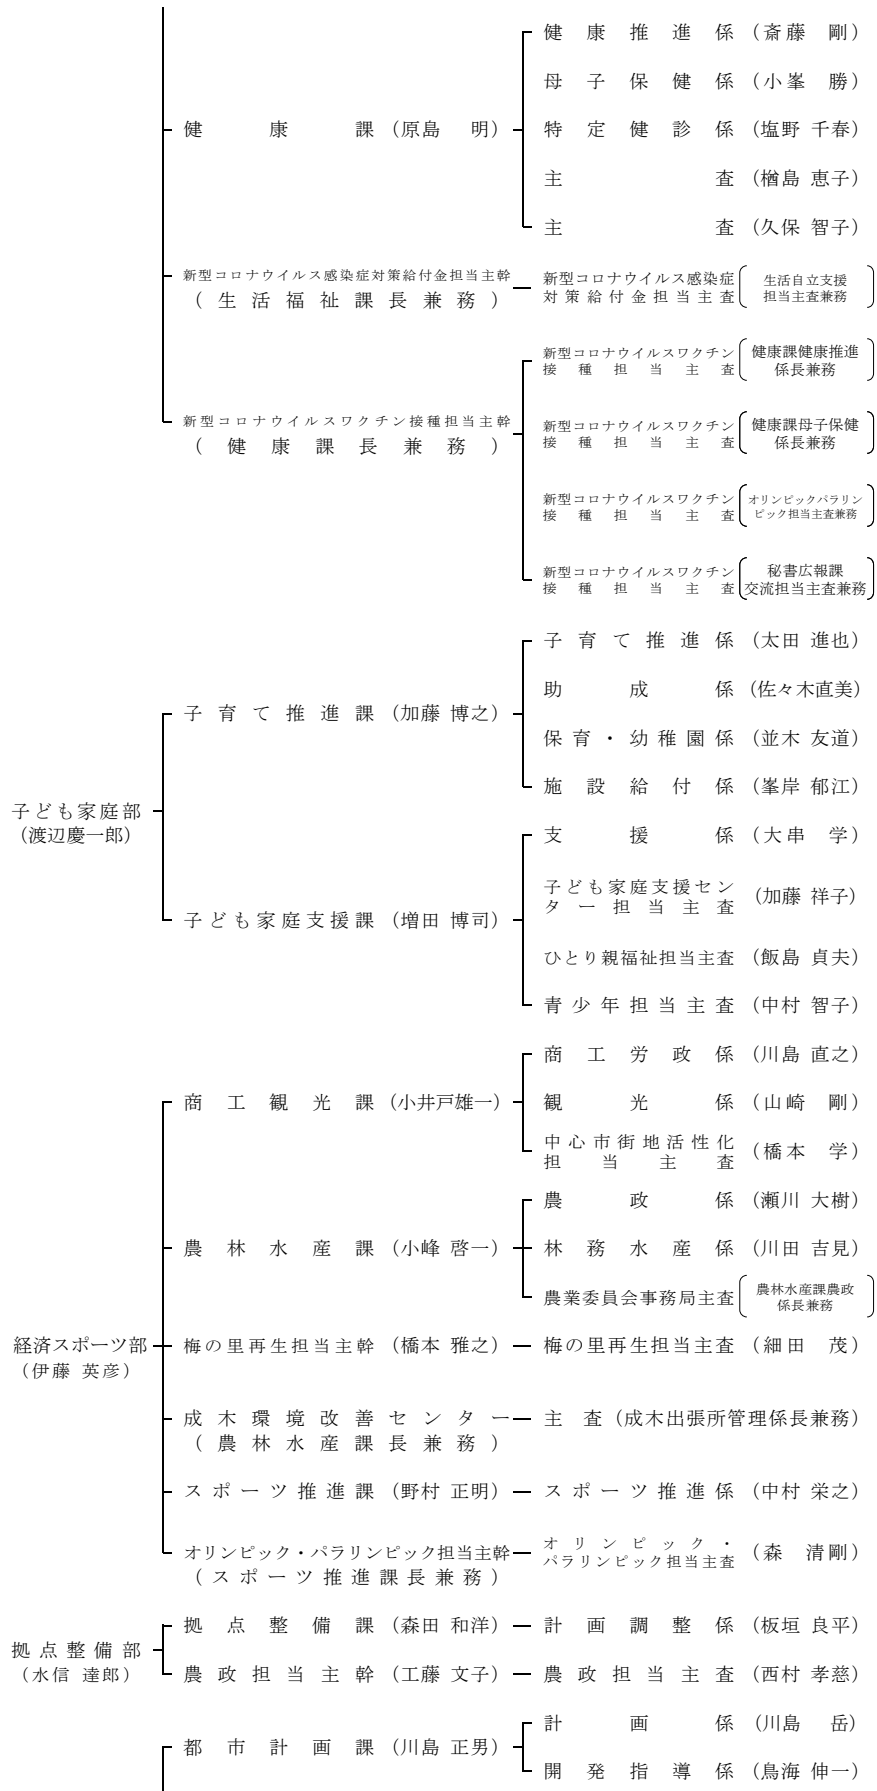 健康推進係（斎藤　剛）
母子保健係（小峯　勝）
健康課（原島　明）
特定健診係（塩野 千春）
主査（楢島 恵子）
主査（久保 智子）
新型コロナウイルス感染症対策給付金担当主幹
（生活福祉課長兼務）
新型コロナウイルス感染症
対策給付金担当主査
生活自立支援
担当主査兼務
新型コロナウイルスワクチン
接種担当主査
健康課健康推進
係長兼務
新型コロナウイルスワクチン接種担当主幹
（健康課長兼務）
新型コロナウイルスワクチン
接種担当主査
健康課母子保健
係長兼務
新型コロナウイルスワクチン
接種担当主査
オリンピックパラリン
ピック担当主査兼務
新型コロナウイルスワクチン
接種担当主査
秘書広報課
交流担当主査兼務
子ども家庭部
（渡辺慶一郎）
子育て推進課（加藤 博之）
子育て推進係（太田 進也）
助成係（佐々木直美）
保育・幼稚園係（並木 友道）
施設給付係（峯岸 郁江）
子ども家庭支援課（増田 博司）
支援係（大串　学）
子ども家庭支援セン
ター担当主査
（加藤 祥子）
ひとり親福祉担当主査（飯島 貞夫）
青少年担当主査（中村 智子）
経済スポーツ部
（伊藤 英彦）
商工観光課（小井戸雄一）
商工労政係（川島 直之）
観光係（山崎　剛）
中心市街地活性化
担当主査
（橋本　学）
農林水産課（小峰 啓一）
農政係（瀬川 大樹）
林務水産係（川田 吉見）
農業委員会事務局主査
農林水産課農政
係長兼務
梅の里再生担当主幹（橋本 雅之）
梅の里再生担当主査（細田　茂）
成木環境改善センター
（農林水産課長兼務）
主査（成木出張所管理係長兼務）
スポーツ推進課（野村 正明）
スポーツ推進係（中村 栄之）
オリンピック・パラリンピック担当主幹
（スポーツ推進課長兼務）
オリンピック・
パラリンピック担当主査
（森　清剛）
拠点整備部
（水信 達郎）
拠点整備課（森田 和洋）
計画調整係（板垣 良平）
農政担当主幹（工藤 文子）
農政担当主査（西村 孝慈）
都市計画課（川島 正男）
計画係（川島　岳）
開発指導係（鳥海 伸一）